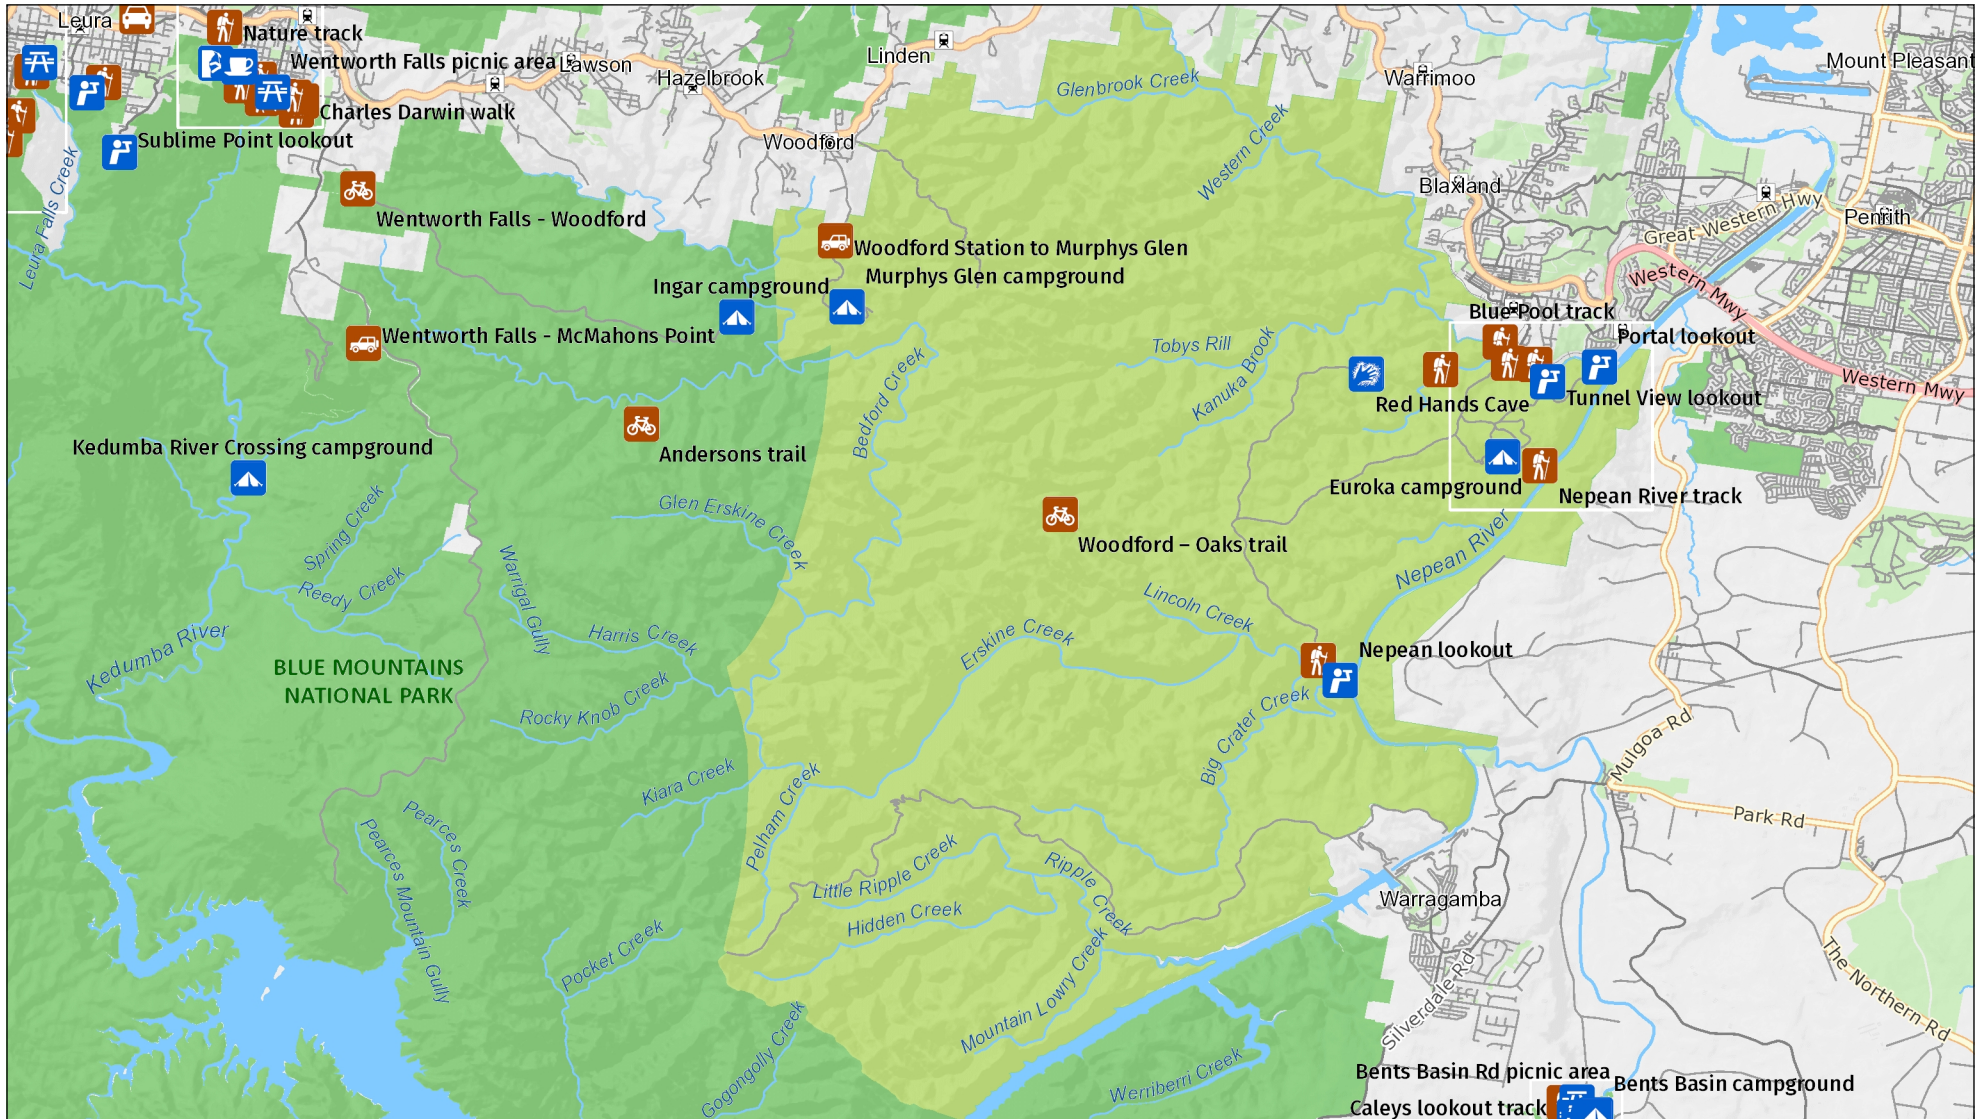 Leura
Nature track
Wentworth Falls picnic area
Lawson
Hazelbrook
Linden
Glenbrook Creek
Warrimoo
Mount Pleasant
Charles Darwin walk
Sublime Point lookout
Woodford
Western Creek
Blaxland
Great Western Hwy
Penrith
Leura Falls Creek
Wentworth Falls - Woodford
Woodford Station to Murphys Glen
Murphys Glen campground
Ingar campground
Western Mwy
Wentworth Falls - McMahons Point
Blue Pool track
Portal lookout
Tobys Rill
Kanuka Brook
Bedford Creek
Western Mwy
Red Hands Cave
Tunnel View lookout
Kedumba River Crossing campground
Andersons trail
Euroka campground
Nepean River track
Spring Creek
Glen Erskine Creek
Woodford – Oaks trail
Nepean River
Reedy Creek
Warrigal Gully
Lincoln Creek
Harris Creek
Erskine Creek
Kedumba River
Nepean lookout
BLUE MOUNTAINS
NATIONAL PARK
Rocky Knob Creek
Big Crater Creek
Mulgoa Rd
Kiara Creek
Pelham Creek
Park Rd
Pearces Creek
Pearces Mountain Gully
Little Ripple Creek
Ripple Creek
Hidden Creek
Warragamba
Pocket Creek
Mountain Lowry Creek
Silverdale Rd
The Northern Rd
Gogongolly Creek
Werriberri Creek
Bents Basin Rd picnic area
Bents Basin campground
Caleys lookout track